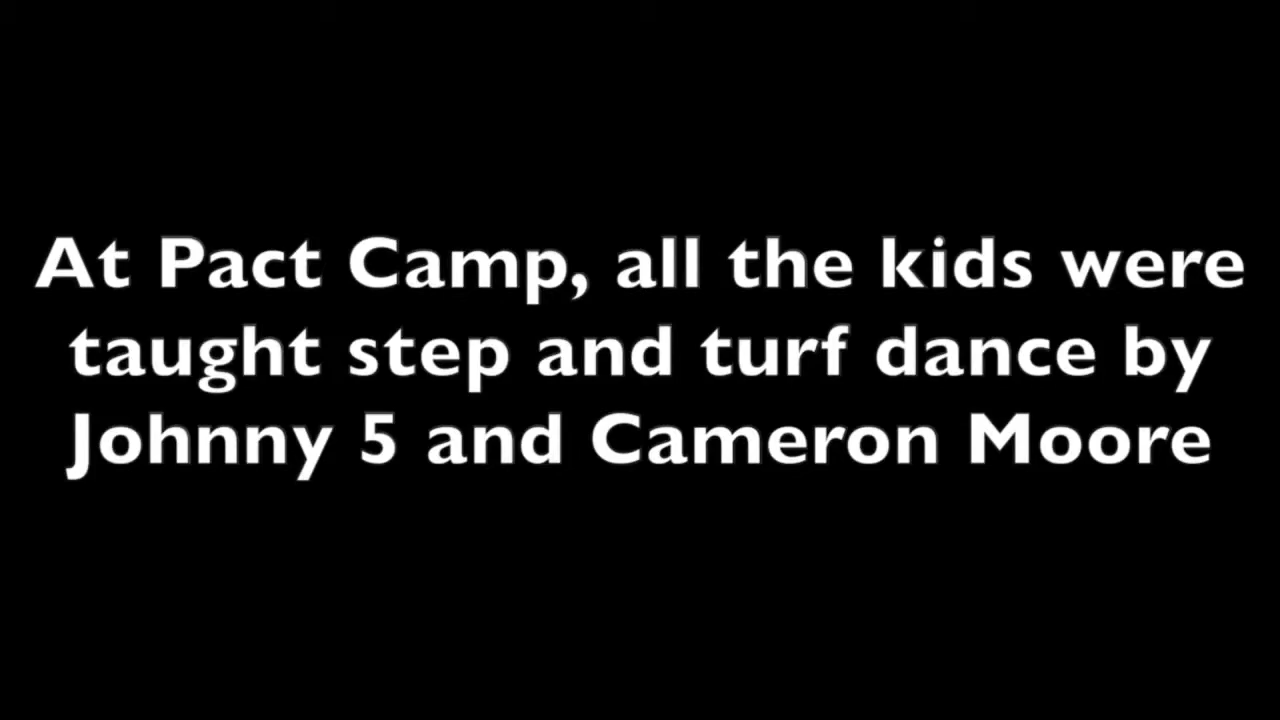 At Pact Camp, all the kids were
taught step and turf dance by
Johnny 5 and Cameron Moore